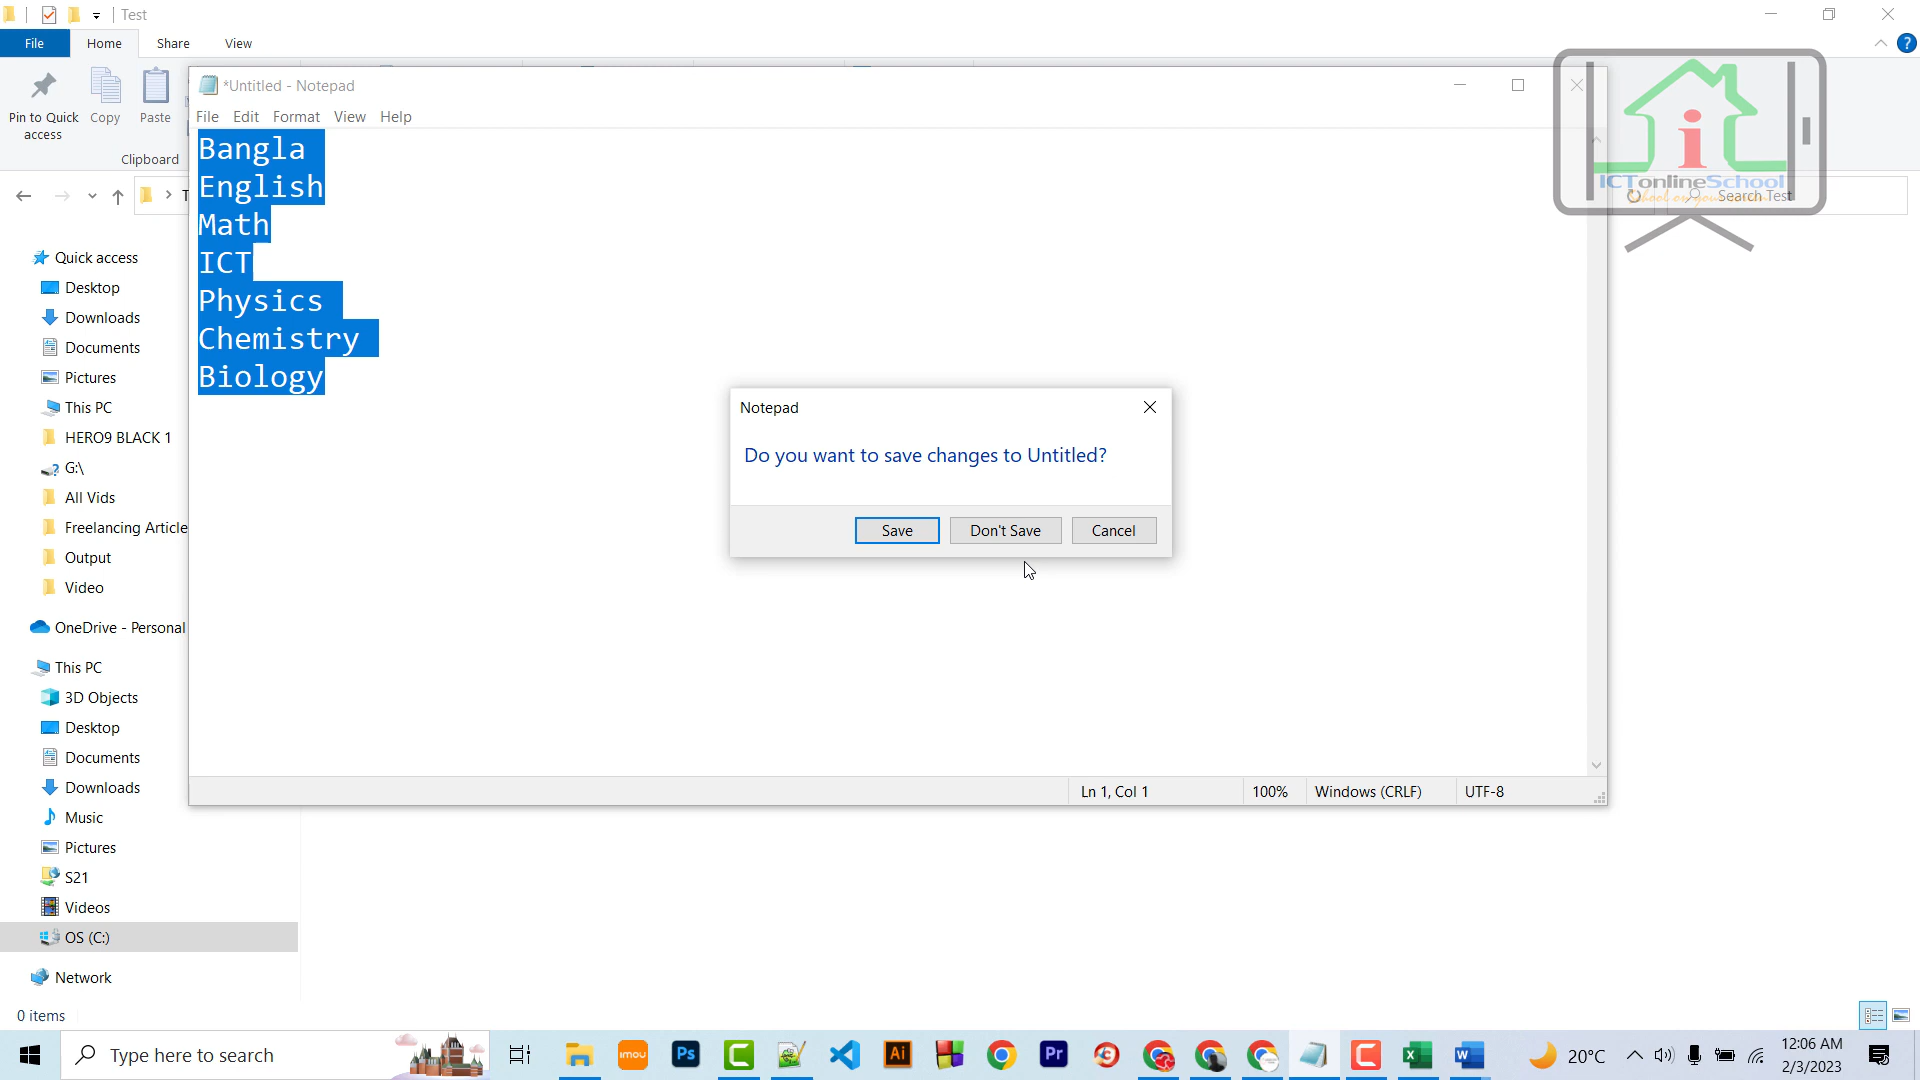 Test
File Home Share View
Pin to Quick access
Copy
Paste
Clipboard
*Untitled - Notepad
File Edit Format View Help
Bangla
English
Math
ICT
Physics
Chemistry
Biology
Notepad
Do you want to save changes to Untitled?
Save Don't Save Cancel
Ln 1, Col 1 100% Windows (CRLF) UTF-8
i
ICTonlineSchool
Search Test
Quick access
Desktop
Downloads
Documents
Pictures
This PC
HERO9 BLACK 1
G:\
All Vids
Freelancing Article
Output
Video
OneDrive - Personal
This PC
3D Objects
Desktop
Documents
Downloads
Music
Pictures
S21
Videos
OS (C:)
Network
0 items
Type here to search
imou
Ps
Ai
Pr
20°C
12:06 AM
2/3/2023